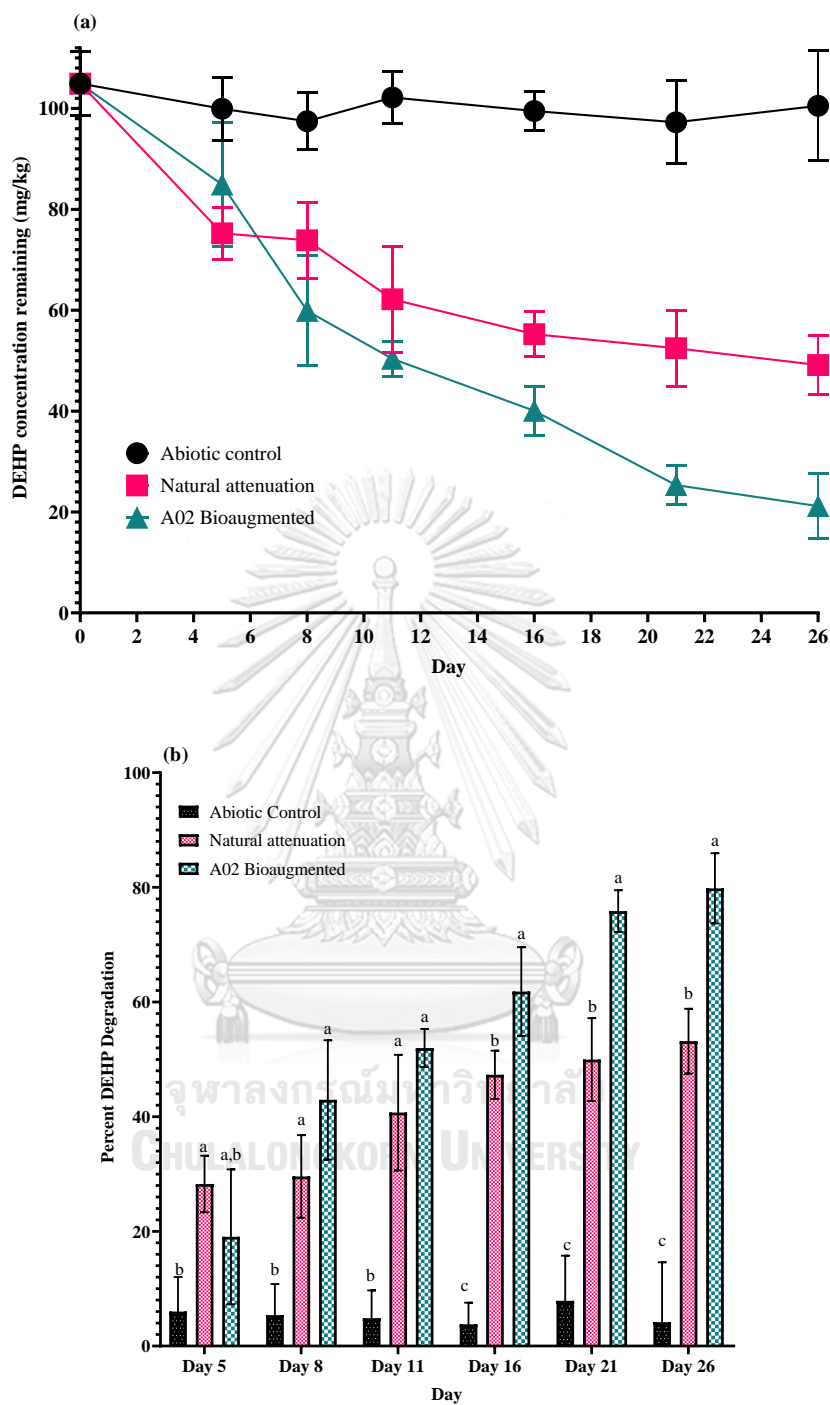 (a)
DEHP concentration remaining (mg/kg)
100
80
60
40
20
0
Abiotic control
Natural attenuation
A02 Bioaugmented
0 2 4 6 8 10 12 14 16 18 20 22 24 26
Day
(b)
Percent DEHP Degradation
100
80
60
40
20
0
Abiotic Control
Natural attenuation
A02 Bioaugmented
b a a,b b a a b a a c b a c b a c b a
Day 5 Day 8 Day 11 Day 16 Day 21 Day 26
Day
จุฬาลงกรณ์มหาวิทยาลัย
CHULALONGKORN UNIVERSITY